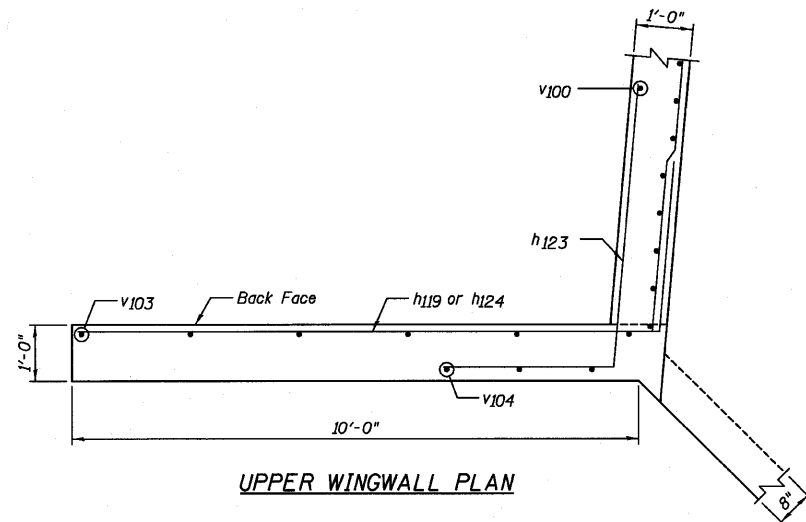 1'-0"
v100
h123
v103
Back Face
h119 or h124
1'-0"
v104
10'-0"
8"
UPPER WINGWALL PLAN